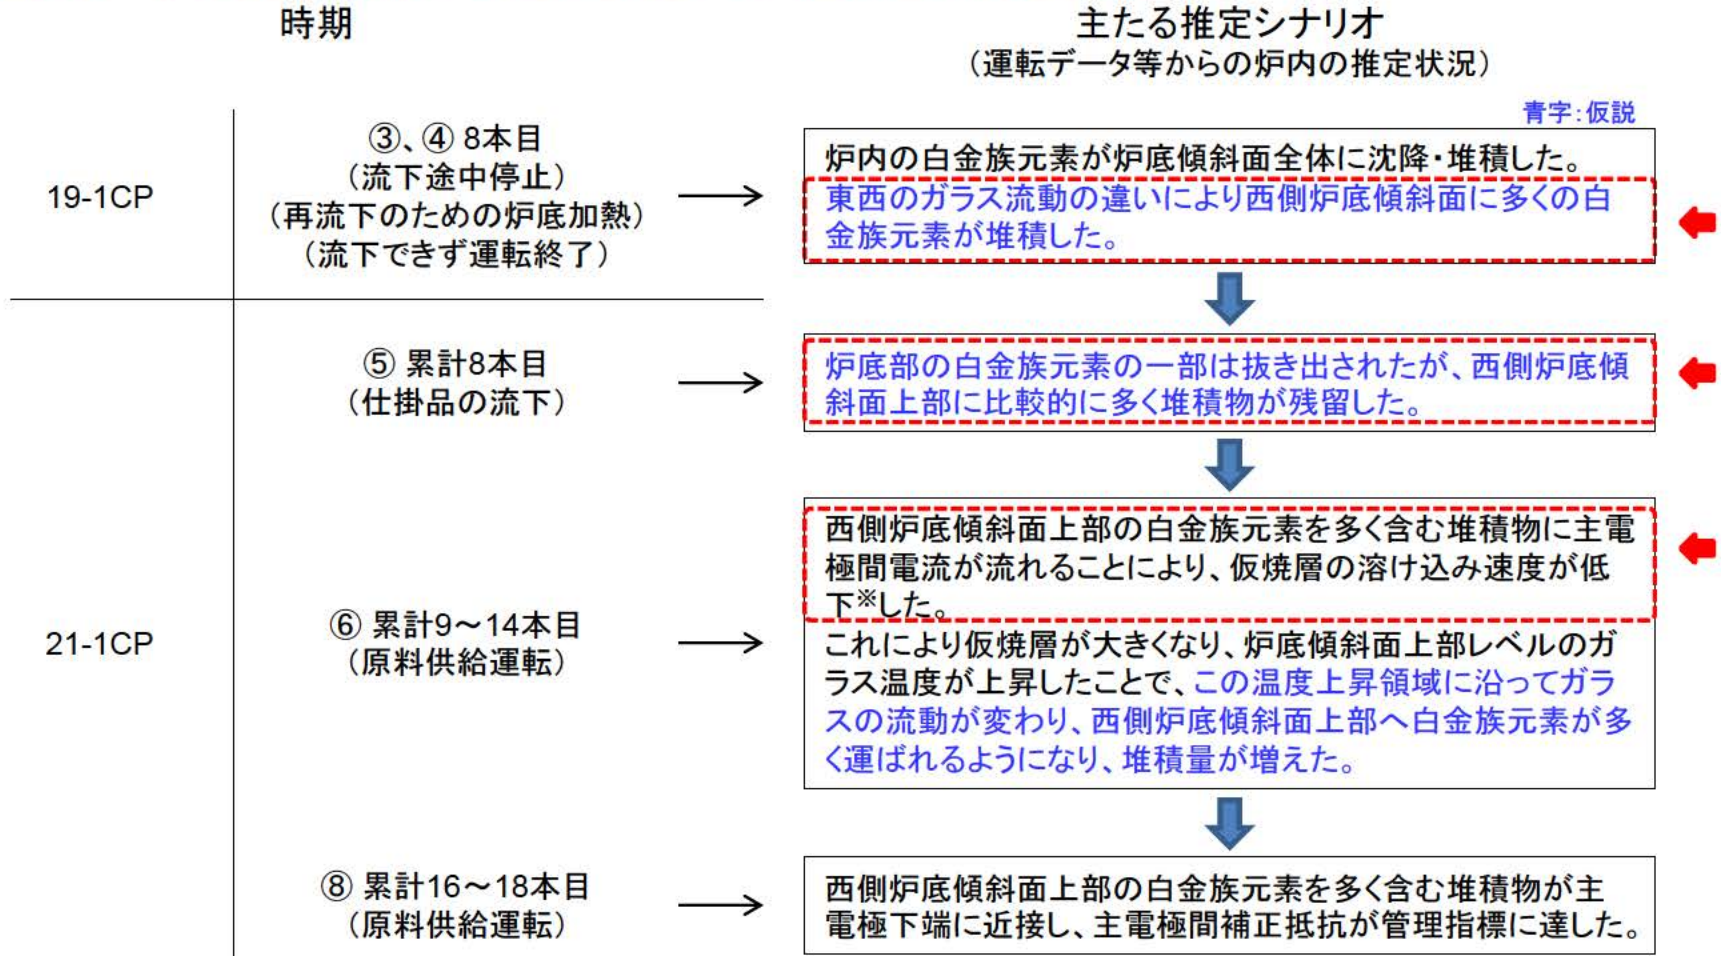 時期
主たる推定シナリオ
（運転データ等からの炉内の推定状況）
青字：仮説
19-1CP
③、④ 8本目
（流下途中停止）
（再流下のための炉底加熱）
（流下できず運転終了）
炉内の白金族元素が炉底傾斜面全体に沈降・堆積した。
東西のガラス流動の違いにより西側炉底傾斜面に多くの白
金族元素が堆積した。
21-1CP
⑤ 累計8本目
（仕掛品の流下）
炉底部の白金族元素の一部は抜き出されたが、西側炉底傾
斜面上部に比較的に多く堆積物が残留した。
⑥ 累計9～14本目
（原料供給運転）
西側炉底傾斜面上部の白金族元素を多く含む堆積物に主電
極間電流が流れることにより、仮焼層の溶け込み速度が低
下※した。
これにより仮焼層が大きくなり、炉底傾斜面上部レベルのガ
ラス温度が上昇したことで、この温度上昇領域に沿ってガラ
スの流動が変わり、西側炉底傾斜面上部へ白金族元素が多
く運ばれるようになり、堆積量が増えた。
⑧ 累計16～18本目
（原料供給運転）
西側炉底傾斜面上部の白金族元素を多く含む堆積物が主
電極下端に近接し、主電極間補正抵抗が管理指標に達した。